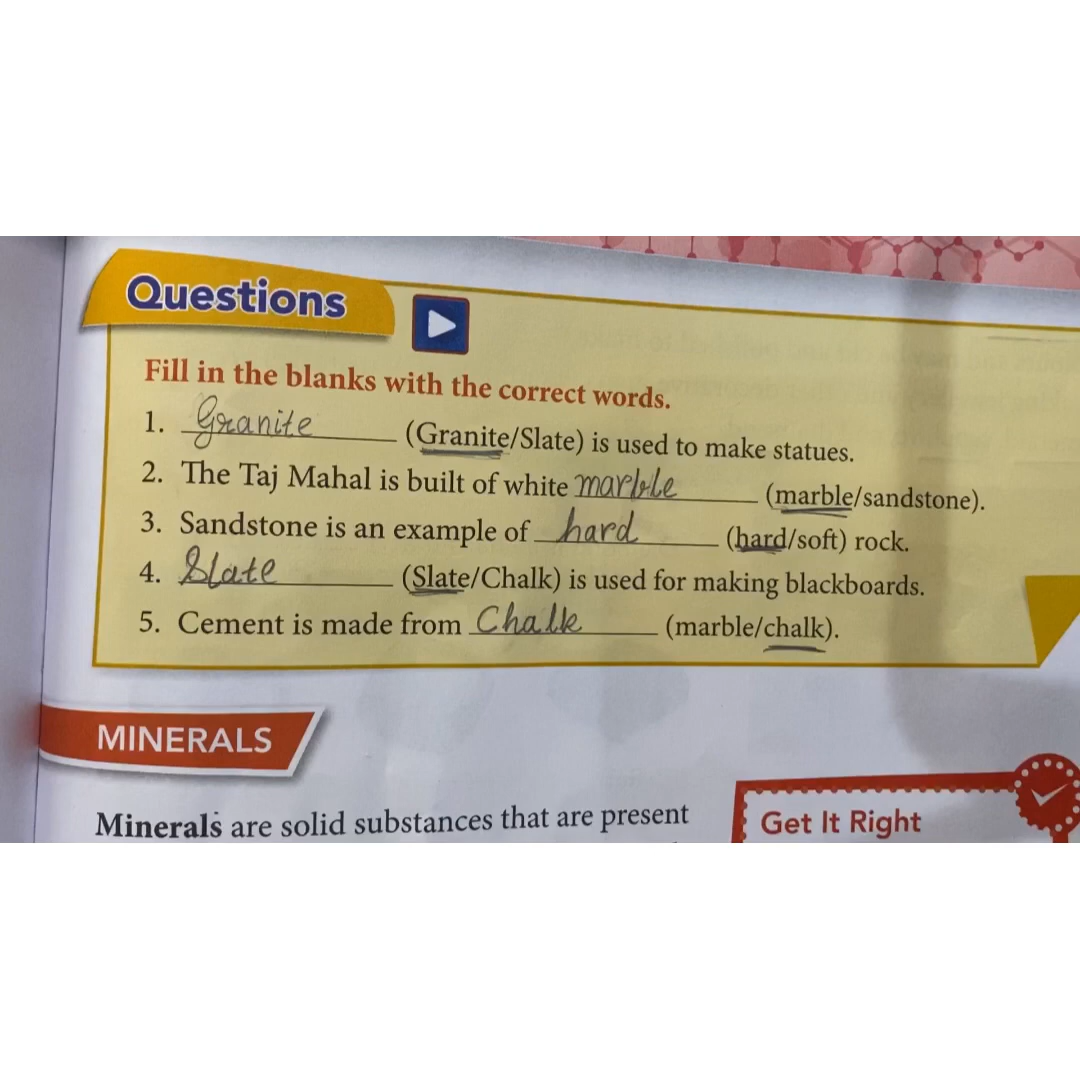 Questions
Fill in the blanks with the correct words.
1. Granite (Granite/Slate) is used to make statues.
2. The Taj Mahal is built of white marble (marble/sandstone).
3. Sandstone is an example of hard (hard/soft) rock.
4. Slate (Slate/Chalk) is used for making blackboards.
5. Cement is made from Chalk (marble/chalk).
MINERALS
Minerals are solid substances that are present
Get It Right